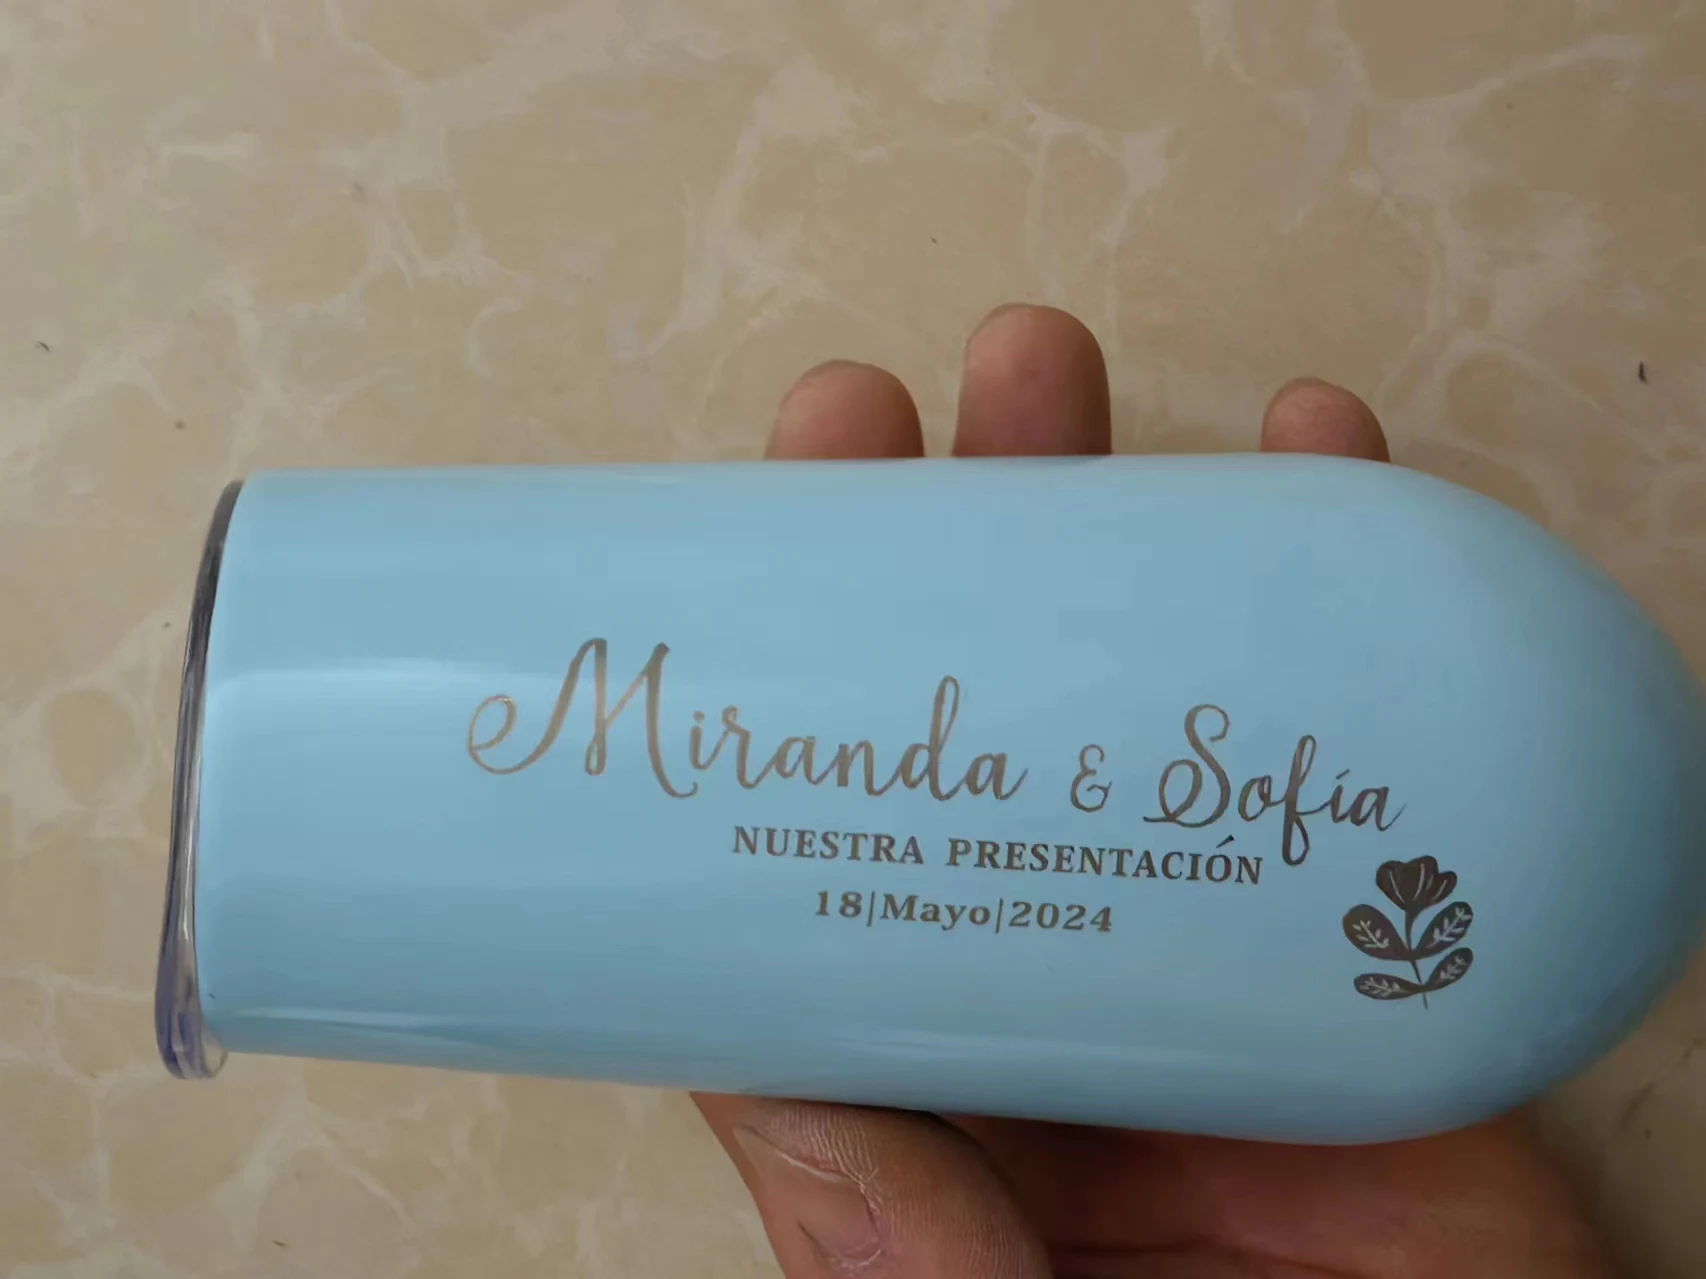 Miranda & Sofía
NUESTRA PRESENTACIÓN
18|Mayo|2024